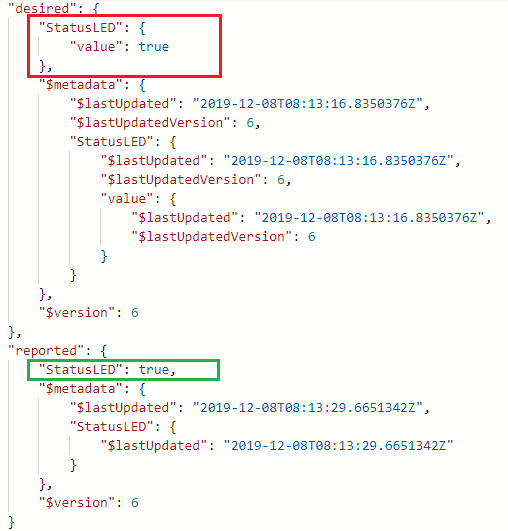 "desired": {
"StatusLED": {
"value": true
},
"$metadata": {
"$lastUpdated": "2019-12-08T08:13:16.8350376Z",
"$lastUpdatedVersion": 6,
"StatusLED": {
"$lastUpdated": "2019-12-08T08:13:16.8350376Z",
"$lastUpdatedVersion": 6,
"value": {
"$lastUpdated": "2019-12-08T08:13:16.8350376Z",
"$lastUpdatedVersion": 6
}
}
},
"$version": 6
},
"reported": {
"StatusLED": true,
"$metadata": {
"$lastUpdated": "2019-12-08T08:13:29.6651342Z",
"StatusLED": {
"$lastUpdated": "2019-12-08T08:13:29.6651342Z"
}
},
"$version": 6
}